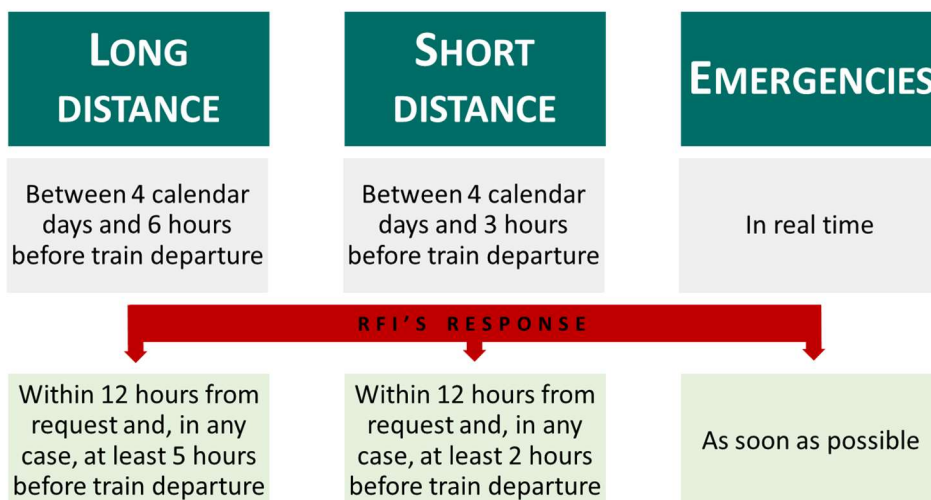 LONG
DISTANCE
SHORT
DISTANCE
EMERGENCIES
Between 4 calendar
days and 6 hours
before train departure
Between 4 calendar
days and 3 hours
before train departure
In real time
RFI'S RESPONSE
Within 12 hours from
request and, in any
case, at least 5 hours
before train departure
Within 12 hours from
request and, in any
case, at least 2 hours
before train departure
As soon as possible